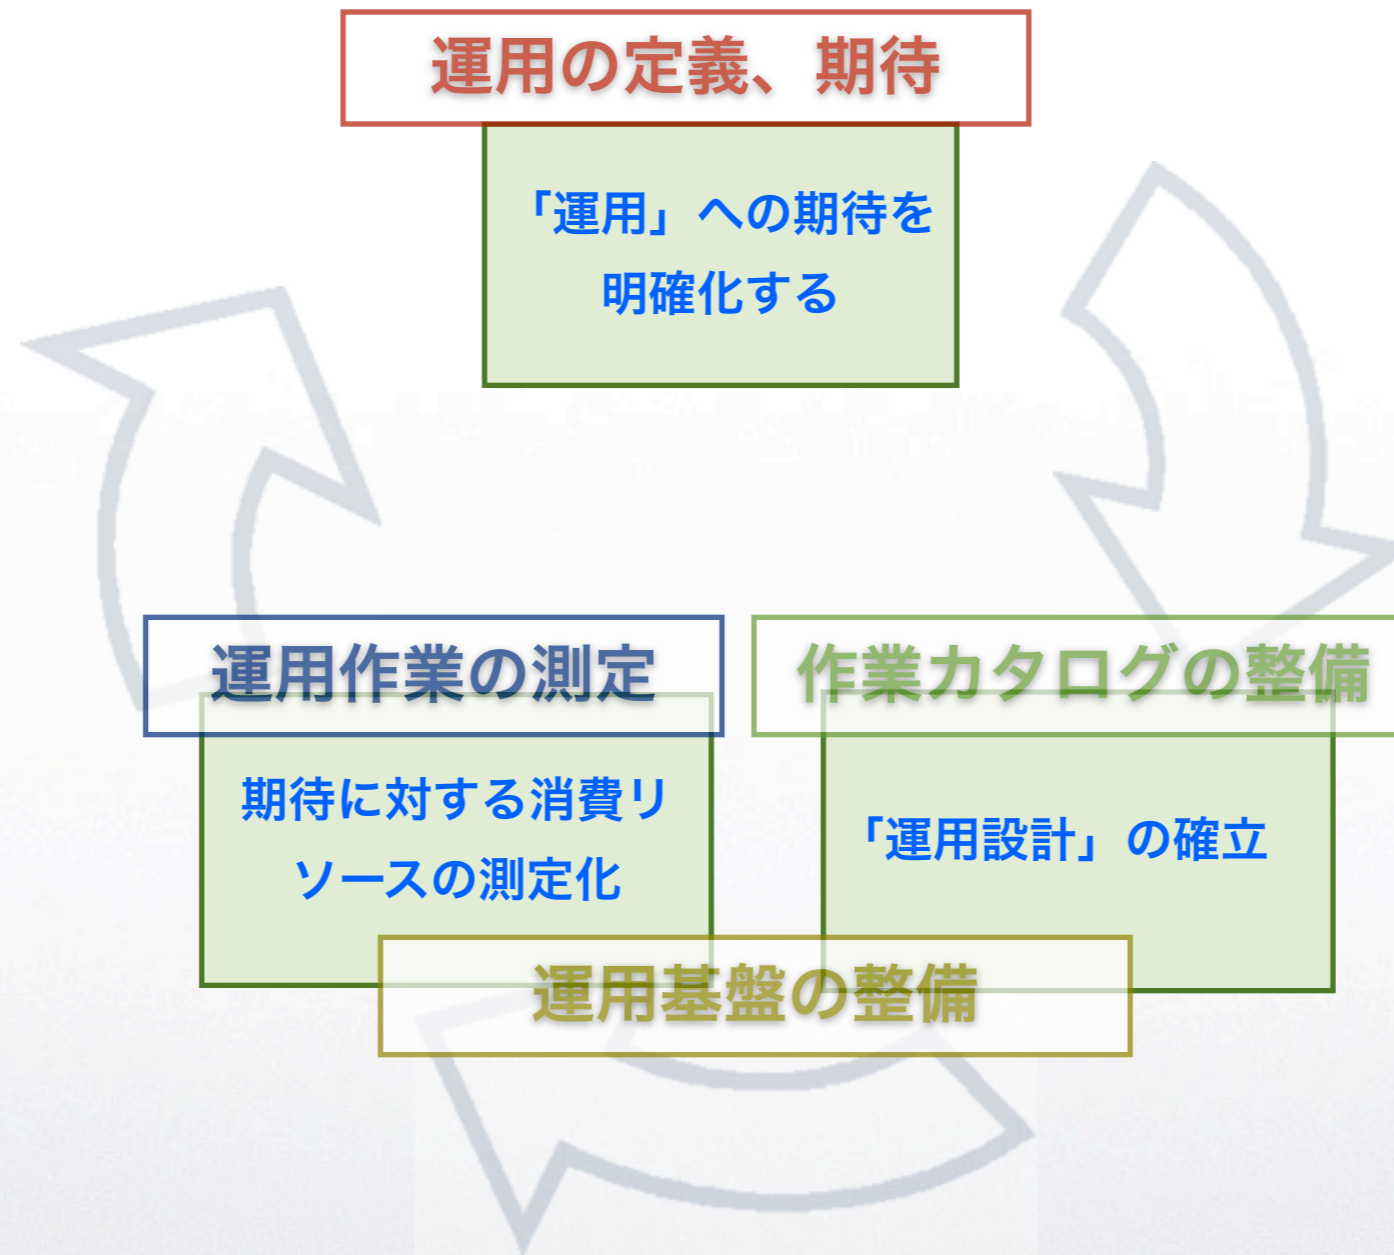 運用の定義、期待
「運用」への期待を
明確化する
運用作業の測定
期待に対する消費リ
ソースの測定化
作業カタログの整備
「運用設計」の確立
運用基盤の整備